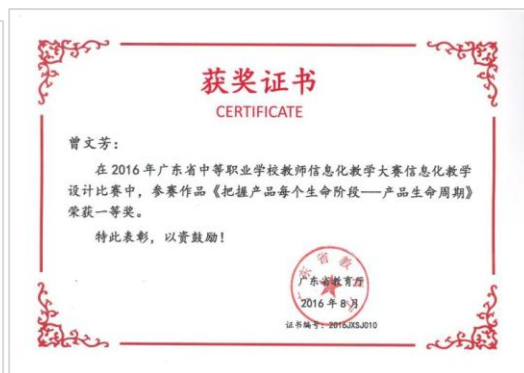 获奖证书
CERTIFICATE
曾文芳：
在2016年广东省中等职业学校教师信息化教学大赛信息化教学
设计比赛中，参赛作品《把握产品每个生命阶段——产品生命周期》
荣获一等奖。
特此表彰，以资鼓励！
广东省教育厅
2016年8月
证书编号：2016JXSJ010